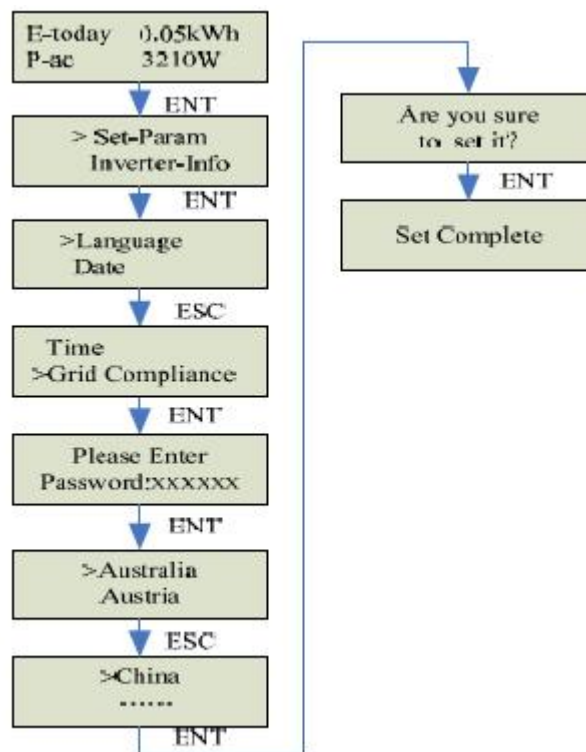 E-today 0.05kWh
P-ac 3210W
ENT
> Set-Param
Inverter-Info
ENT
>Language
Date
ESC
Time
>Grid Compliance
ENT
Please Enter
Password:xxxxxx
ENT
>Australia
Austria
ESC
>China
......
ENT
Are you sure
to set it?
ENT
Set Complete